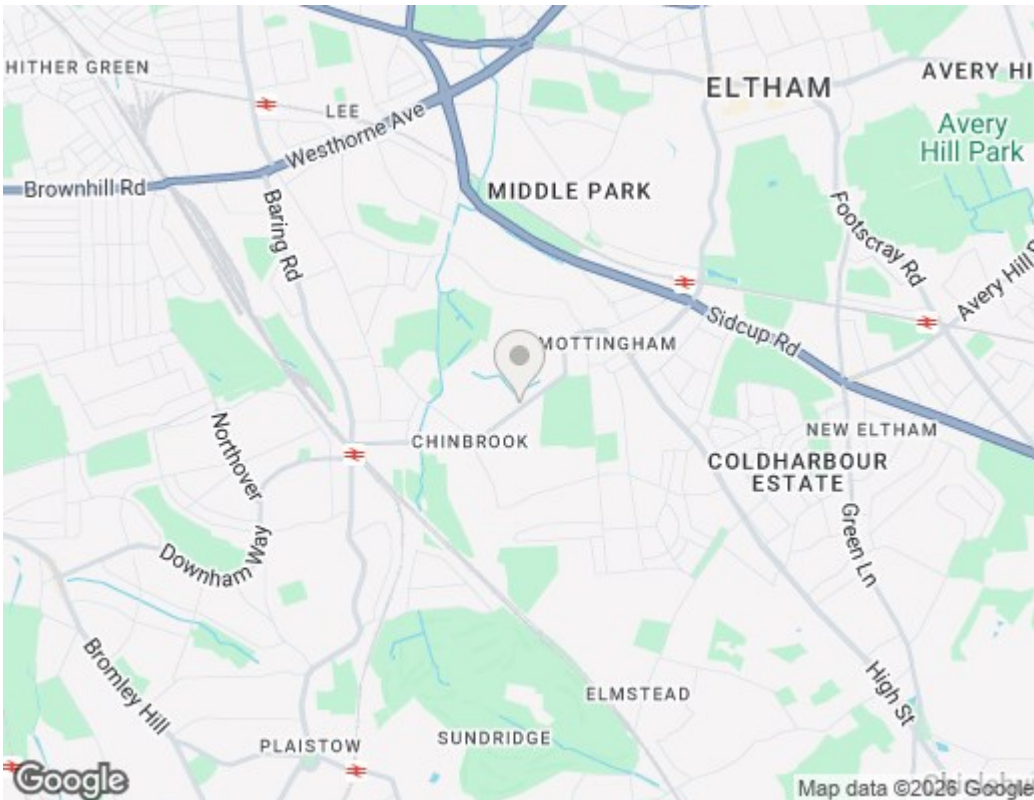 HITHER GREEN
LEE
Westhorne Ave
ELTHAM
AVERY HI
Avery
Hill Park
Brownhill Rd
MIDDLE PARK
Baring Rd
Footscray Rd
Avery Hill R
Sidcup Rd
MOTTINGHAM
CHINBROOK
NEW ELTHAM
COLDHARBOUR
ESTATE
Northover
Downham Way
Green Ln
Bromley Hill
ELMSTEAD
High St
PLAISTOW
SUNDRIDGE
Google
Map data ©2026 Google